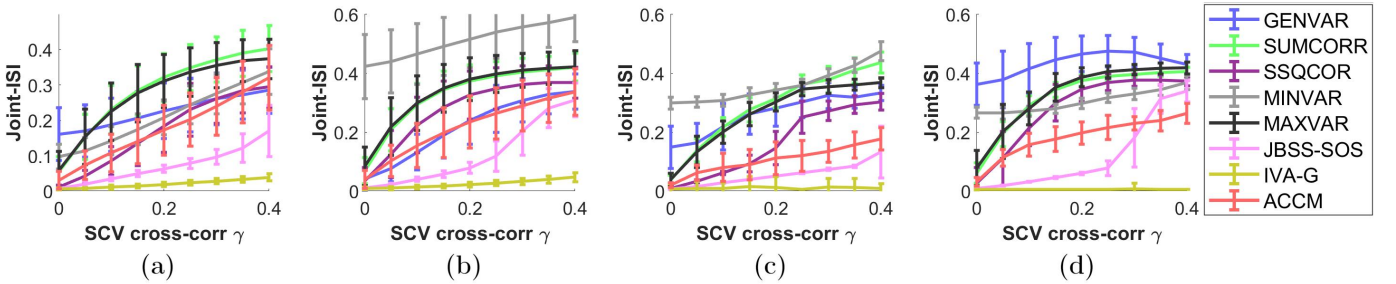 Joint-ISI
0.4
0.3
0.2
0.1
0
0
0.2
0.4
SCV cross-corr γ
(a)
Joint-ISI
0.6
0.4
0.2
0
0
0.2
0.4
SCV cross-corr γ
(b)
Joint-ISI
0.6
0.4
0.2
0
0
0.2
0.4
SCV cross-corr γ
(c)
Joint-ISI
0.6
0.4
0.2
0
0
0.2
0.4
SCV cross-corr γ
(d)
GENVAR
SUMCORR
SSQCOR
MINVAR
MAXVAR
JBSS-SOS
IVA-G
ACCM